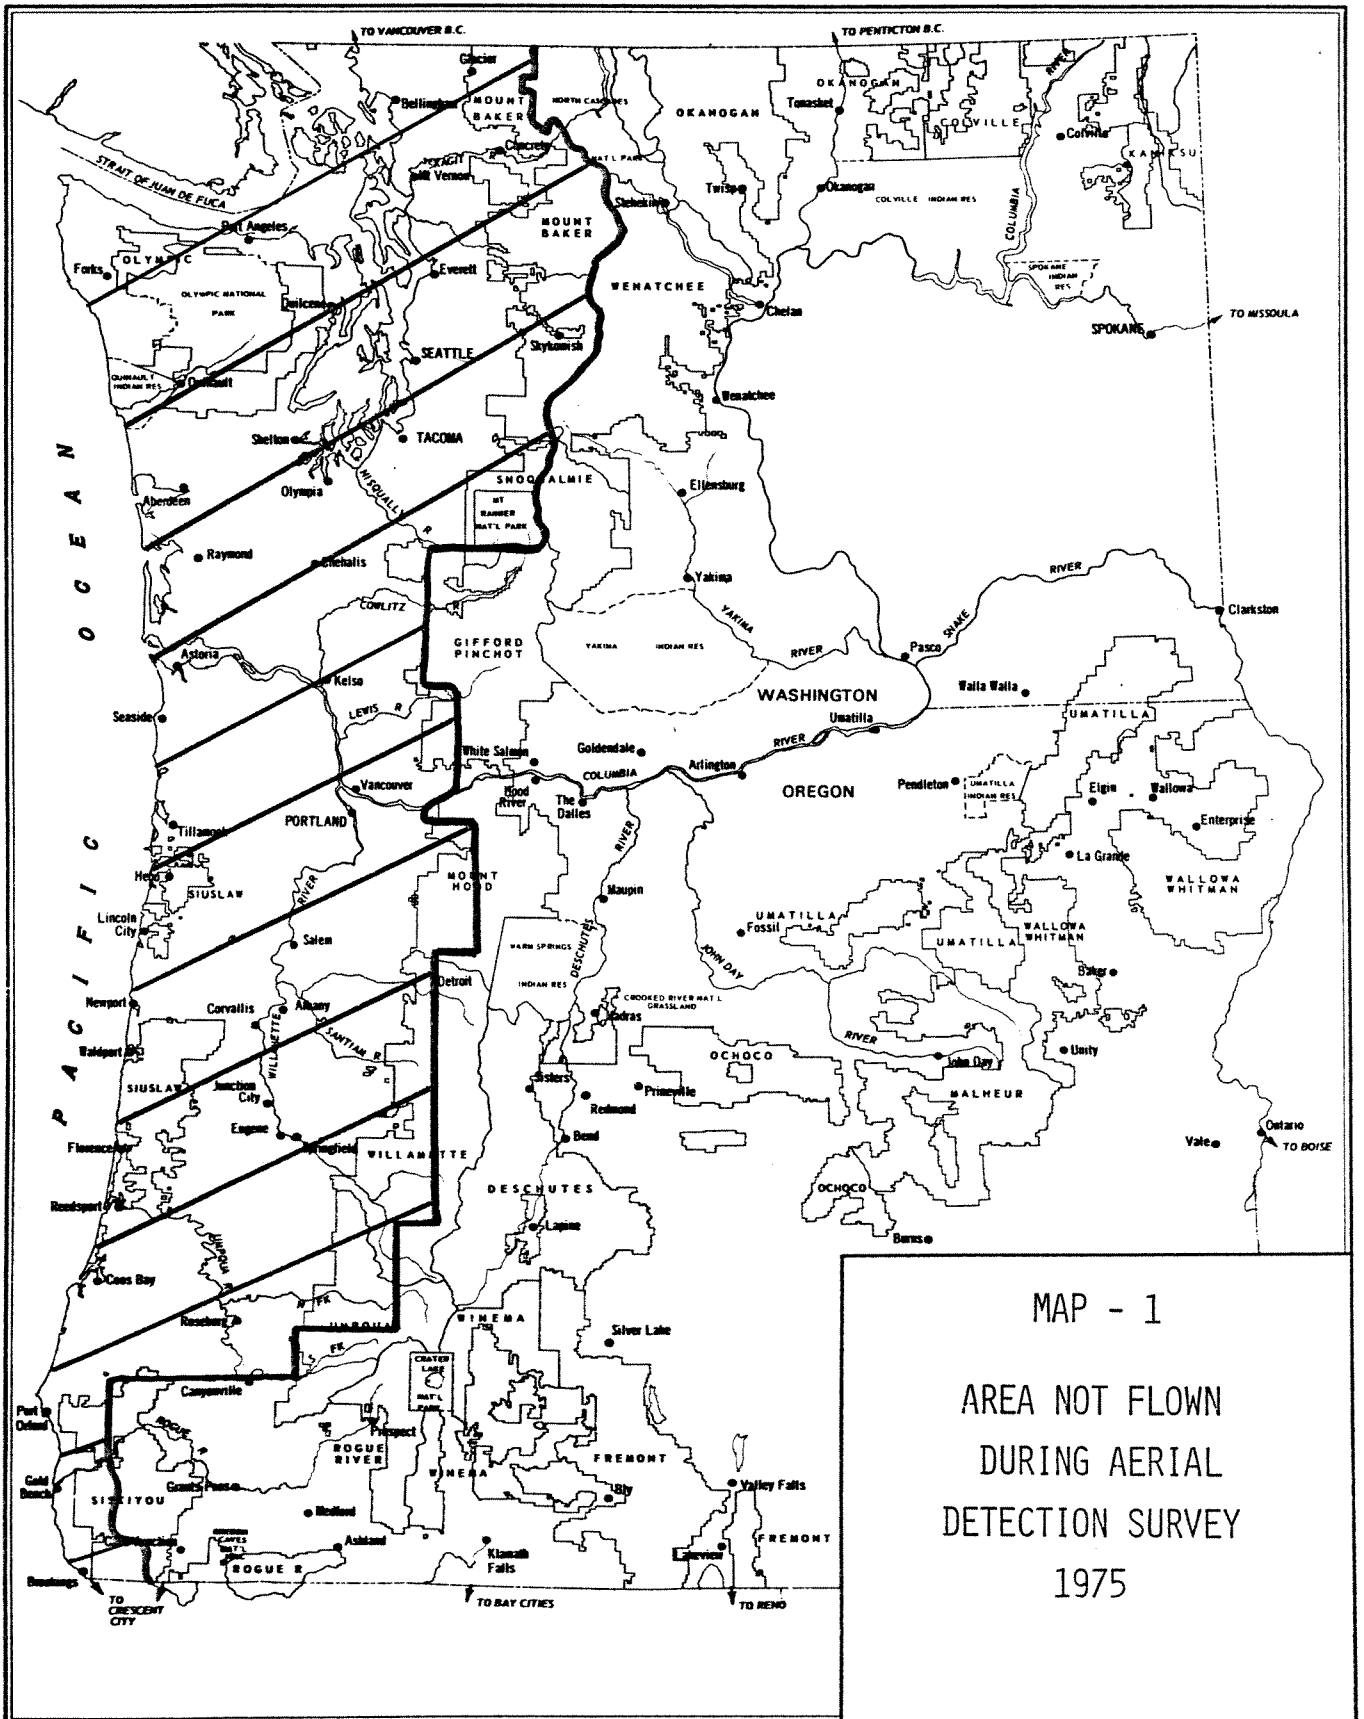 TO VANCOUVER B.C.
TO PENTICTON B.C.
Glacier
OKANOGAN
RIVER
Bellingham
MOUNT
BAKER
NORTH CASCADES
NAT'L PARK
OKANOGAN
Tonasket
COLVILLE
Colville
KANIKSU
Concrete
SKAGIT R
Mt Vernon
STRAIT OF JUAN DE FUCA
Stehekin
Twisp
Okanogan
COLVILLE INDIAN RES
COLUMBIA
MOUNT
BAKER
Port Angeles
Forks
OLYMPIC
OLYMPIC NATIONAL
PARK
Quilcene
Everett
WENATCHEE
Chelan
SPOKANE
INDIAN
RES
SPOKANE
TO MISSOULA
Skykomish
SEATTLE
QUINAULT
INDIAN RES
Quinault
Wenatchee
Shelton
TACOMA
Olympia
NISQUALLY R
SNOQUALMIE
MT
RAINIER
NAT'L PARK
Ellensburg
Aberdeen
Raymond
Chehalis
Yakima
RIVER
COWLITZ R
YAKIMA
RIVER
SNAKE
Clarkston
GIFFORD
PINCHOT
YAKIMA INDIAN RES
Pasco
Astoria
Kelso
WASHINGTON
Walla Walla
Seaside
LEWIS R
Umatilla
UMATILLA
White Salmon
Goldendale
RIVER
Arlington
COLUMBIA
Vancouver
Hood
River
The
Dalles
OREGON
Pendleton
UMATILLA
INDIAN RES
Elgin
Wallowa
Enterprise
PORTLAND
Tillamook
RIVER
La Grande
Hebo
SIUSLAW
MOUNT
HOOD
WALLOWA
WHITMAN
Maupin
RIVER
Lincoln
City
Salem
UMATILLA
Fossil
WALLOWA
WHITMAN
UMATILLA
WARM SPRINGS
INDIAN RES
DESCHUTES
JOHN DAY
Baker
Detroit
CROOKED RIVER NAT'L
GRASSLAND
Newport
Corvallis
Albany
Madras
S SANTIAM R
WILLAMETTE
RIVER
Waldport
OCHOCO
John Day
Unity
SIUSLAW
Junction
City
Sisters
Prineville
Redmond
MALHEUR
Eugene
Springfield
Bend
Florence
WILLAMETTE
Vale
Ontario
TO BOISE
DESCHUTES
OCHOCO
Reedsport
Lapine
Burns
UMPQUA R
Coos Bay
N FK
Roseburg
UMPQUA
WINEMA
Silver Lake
S FK
CRATER
LAKE
NAT'L
PARK
Canyonville
Port
Orford
ROGUE R
Prospect
ROGUE
RIVER
FREMONT
WINEMA
Gold
Beach
Grants Pass
SISKIYOU
Bly
Valley Falls
Medford
Ashland
Klamath
Falls
FREMONT
Lakeview
ROGUE R
Brookings
TO
CRESCENT
CITY
TO BAY CITIES
TO RENO
PACIFIC OCEAN
MAP - 1
AREA NOT FLOWN
DURING AERIAL
DETECTION SURVEY
1975